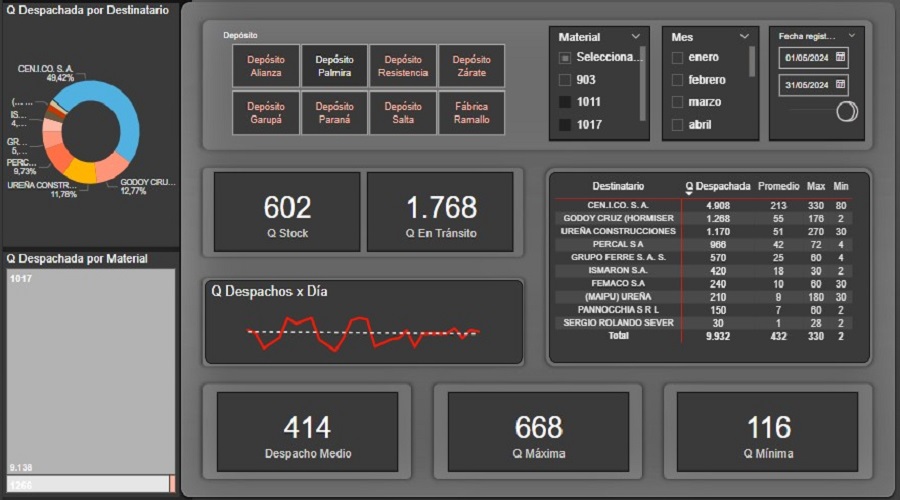 Q Despachada por Destinatario
CEN.I.CO. S. A.
49,42%
(... ...
IS...
4,...
GR...
5,...
PERC...
9,73%
UREÑA CONSTR...
11,78%
GODOY CRU...
12,77%
Q Despachada por Material
1017
9.138
1266
Depósito
Depósito
Alianza
Depósito
Palmira
Depósito
Resistencia
Depósito
Zárate
Depósito
Garupá
Depósito
Paraná
Depósito
Salta
Fábrica
Ramallo
Material
Selecciona...
903
1011
1017
Mes
enero
febrero
marzo
abril
Fecha regist...
01/05/2024
31/05/2024
602
Q Stock
1.768
Q En Tránsito
Q Despachos x Día
Destinatario Q Despachada Promedio Max Min
CEN.I.CO. S. A. 4.908 213 330 80
GODOY CRUZ (HORMISER 1.268 55 176 2
UREÑA CONSTRUCCIONES 1.170 51 270 30
PERCAL S A 966 42 72 4
GRUPO FERRE S. A. S. 570 25 60 4
ISMARON S.A. 420 18 30 2
FEMACO S.A 240 10 60 30
(MAIPU) UREÑA 210 9 180 30
PANNOCCHIA S R L 150 7 60 2
SERGIO ROLANDO SEVER 30 1 28 2
Total 9.932 432 330 2
414
Despacho Medio
668
Q Máxima
116
Q Mínima